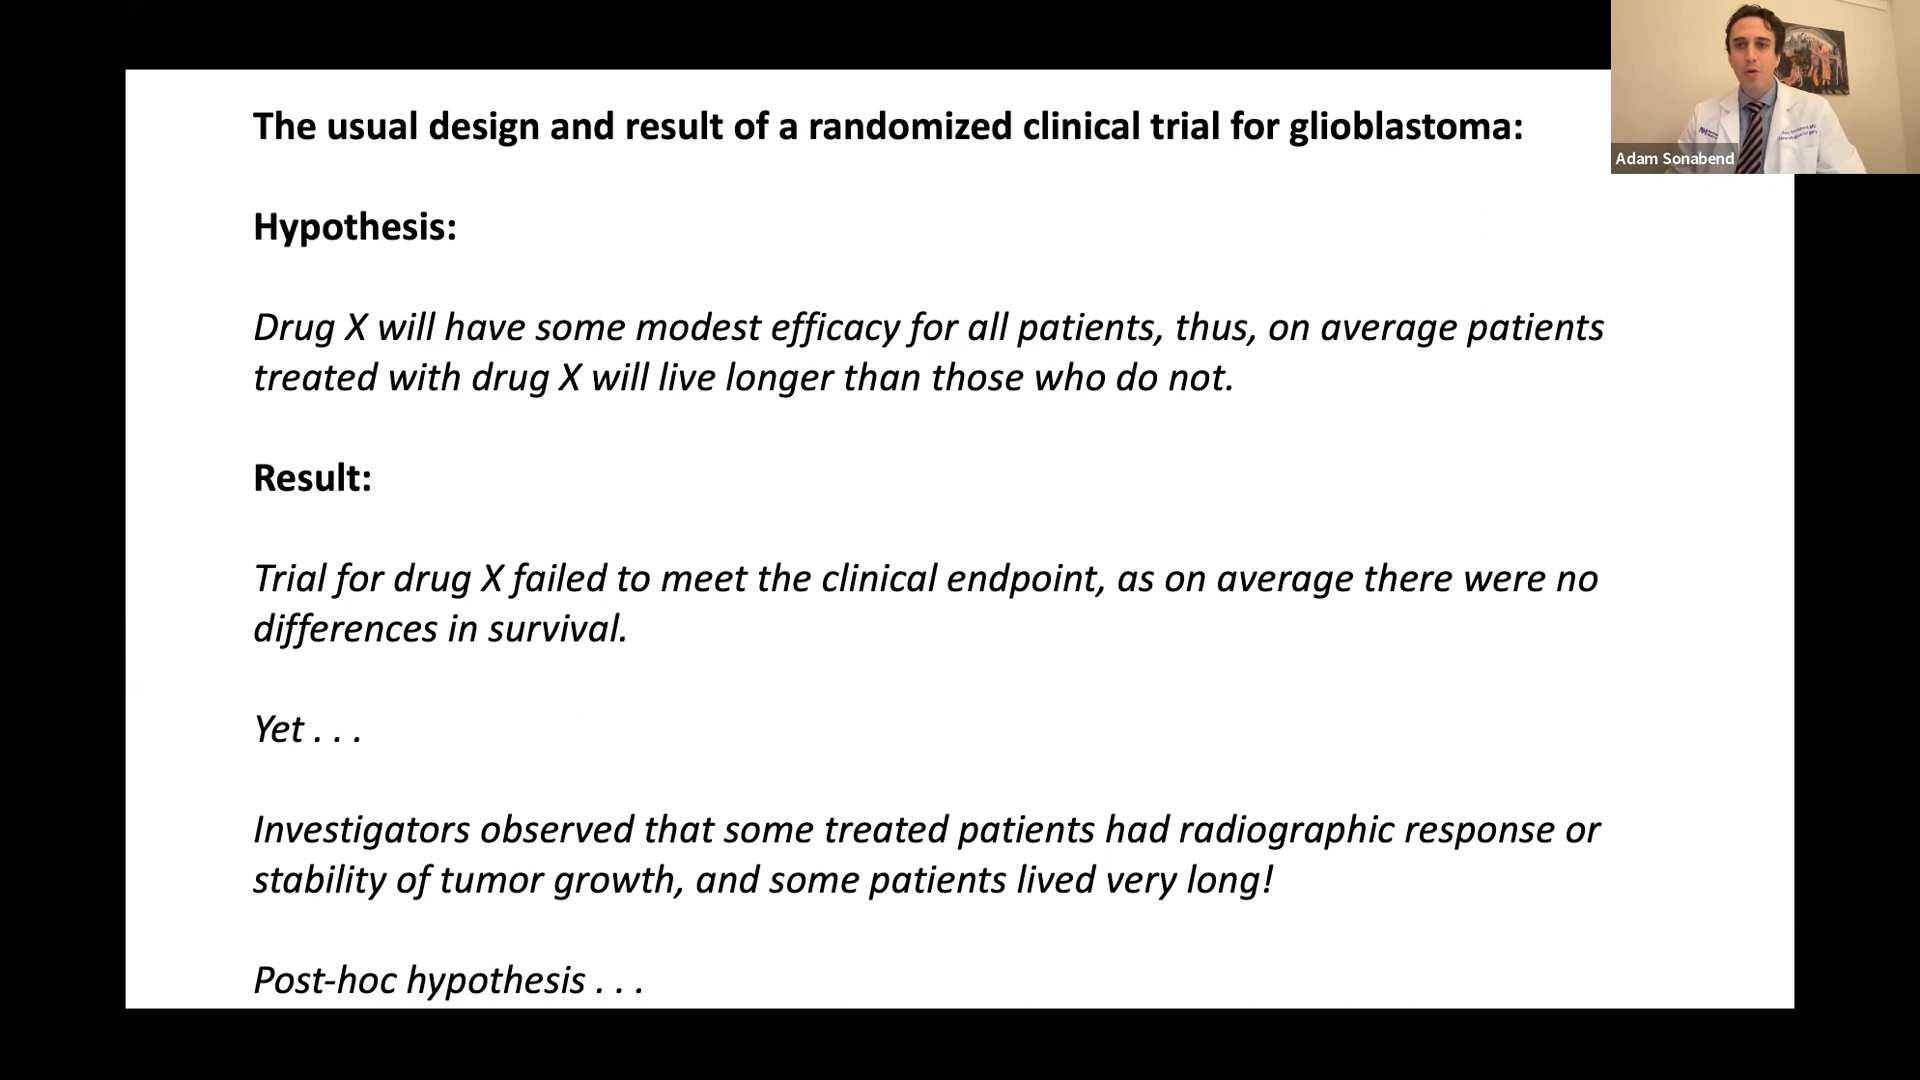 The usual design and result of a randomized clinical trial for glioblastoma:
Hypothesis:
Drug X will have some modest efficacy for all patients, thus, on average patients
treated with drug X will live longer than those who do not.
Result:
Trial for drug X failed to meet the clinical endpoint, as on average there were no
differences in survival.
Yet . . .
Investigators observed that some treated patients had radiographic response or
stability of tumor growth, and some patients lived very long!
Post-hoc hypothesis . . .
Adam Sonabend